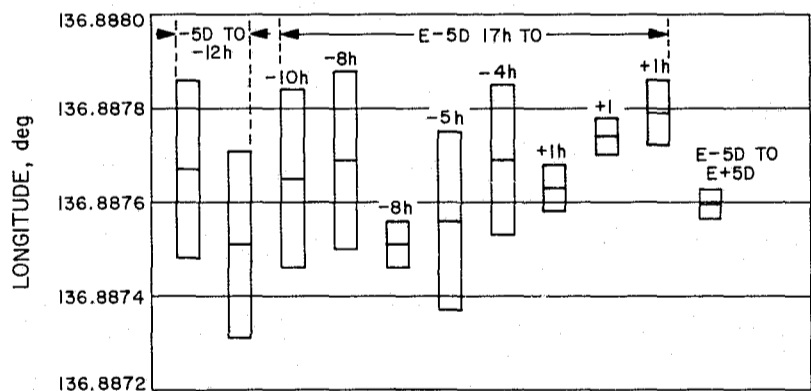 136.8880
-5D TO
-12h
E-5D 17h TO
-10h
-8h
-8h
-5h
-4h
+1h
+1
+1h
E-5D TO
E+5D
136.8878
136.8876
136.8874
136.8872
LONGITUDE, deg